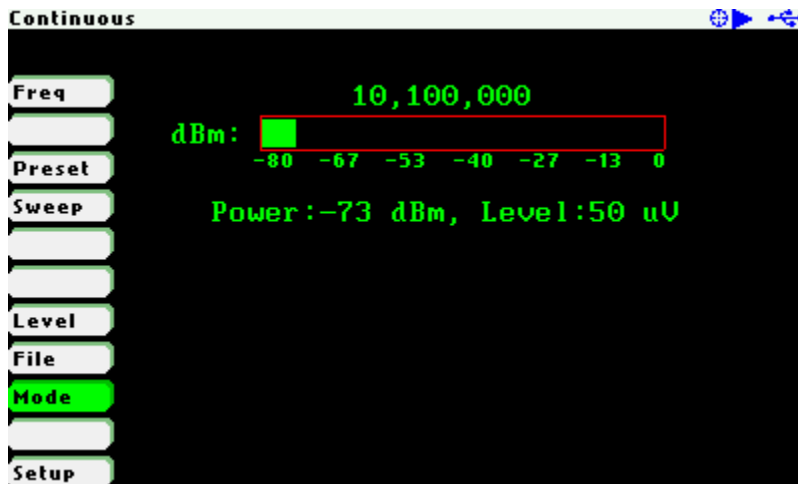 Continuous
Freq
10,100,000
dBm:
-80 -67 -53 -40 -27 -13 0
Preset
Sweep
Power:-73 dBm, Level:50 uV
Level
File
Mode
Setup